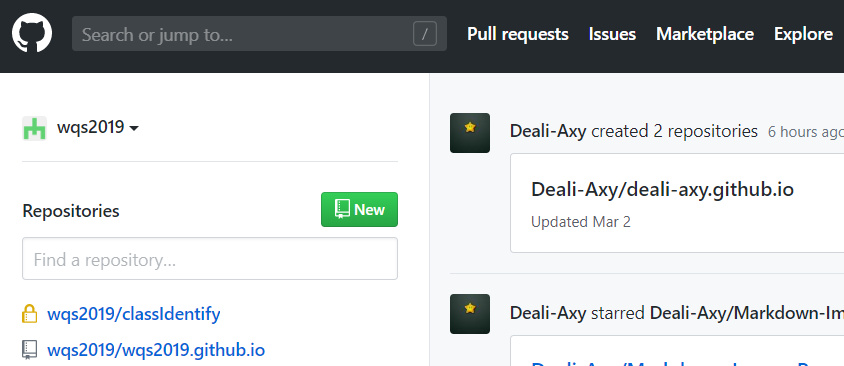 Search or jump to...
/
Pull requests
Issues
Marketplace
Explore
wqs2019
Repositories
New
Find a repository...
wqs2019/classIdentify
wqs2019/wqs2019.github.io
Deali-Axy created 2 repositories 6 hours ago
Deali-Axy/deali-axy.github.io
Updated Mar 2
Deali-Axy starred Deali-Axy/Markdown-Im